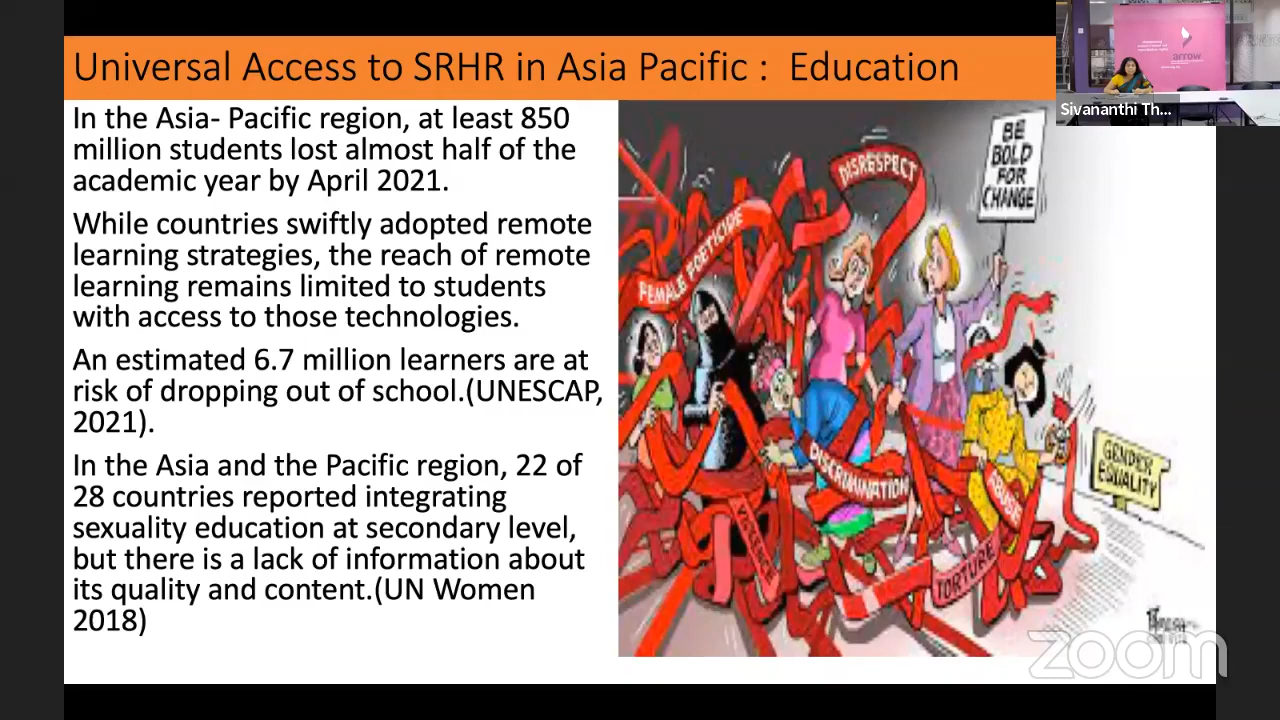 Universal Access to SRHR in Asia Pacific : Education
In the Asia- Pacific region, at least 850
million students lost almost half of the
academic year by April 2021.
While countries swiftly adopted remote
learning strategies, the reach of remote
learning remains limited to students
with access to those technologies.
An estimated 6.7 million learners are at
risk of dropping out of school.(UNESCAP,
2021).
In the Asia and the Pacific region, 22 of
28 countries reported integrating
sexuality education at secondary level,
but there is a lack of information about
its quality and content.(UN Women
2018)
DISRESPECT
FEMALE FOETICIDE
BE
BOLD
FOR
CHANGE
DISCRIMINATION
VIOLENCE
TORTURE
ABUSE
GENDER
EQUALITY
arrow
Sivananthi Th...
zoom